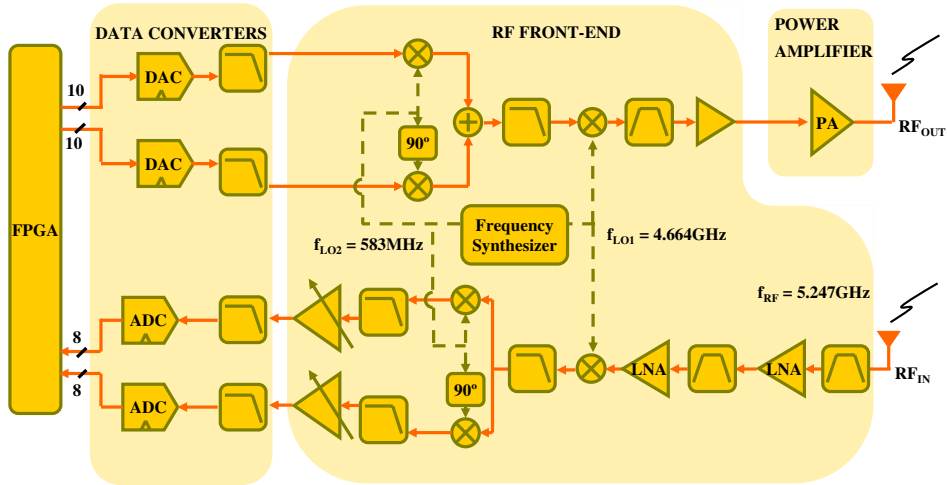 DATA CONVERTERS
RF FRONT-END
POWER
AMPLIFIER
10
DAC
10
DAC
90º
PA
RF_OUT
FPGA
Frequency
Synthesizer
f_LO2 = 583MHz
f_LO1 = 4.664GHz
f_RF = 5.247GHz
8
ADC
8
ADC
90º
LNA
LNA
RF_IN